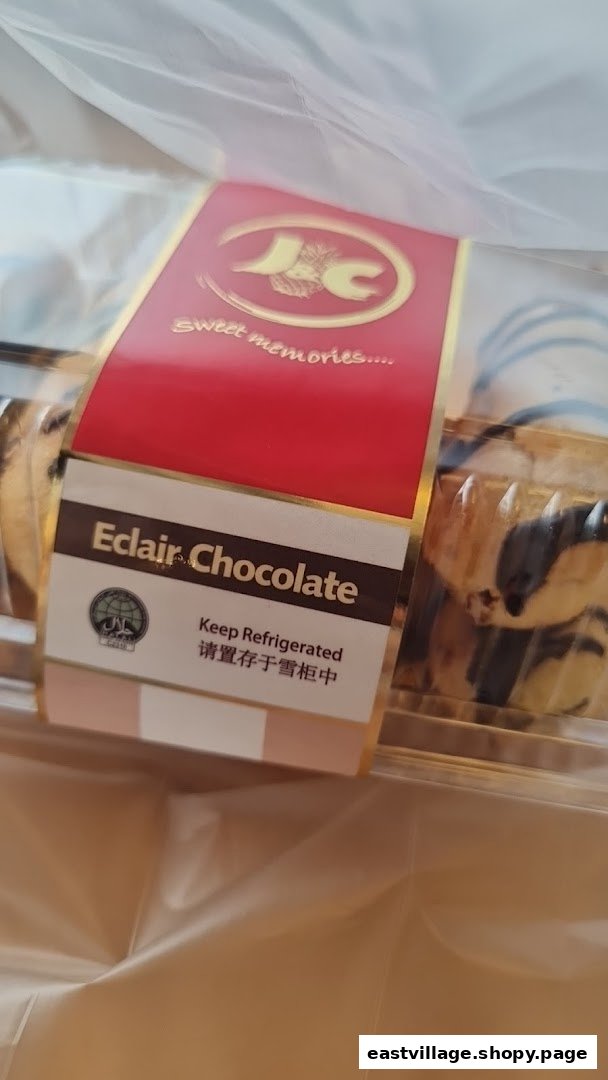 J&C
sweet memories....
Eclair Chocolate
Keep Refrigerated
请置存于雪柜中
eastvillage.shopy.page